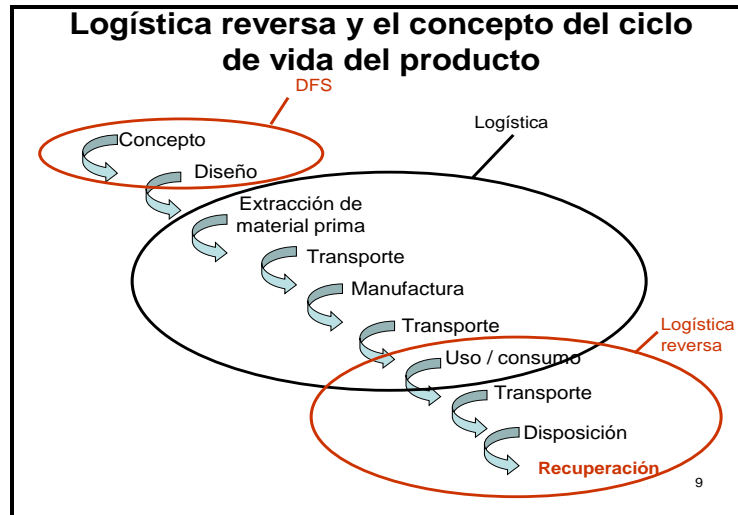 Logística reversa y el concepto del ciclo
de vida del producto
DFS
Logística
Concepto
Diseño
Extracción de
material prima
Transporte
Manufactura
Transporte
Logística
reversa
Uso / consumo
Transporte
Disposición
Recuperación
9